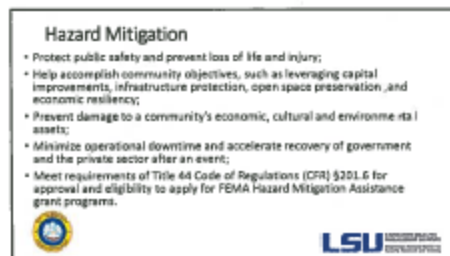 Hazard Mitigation
• Protect public safety and prevent loss of life and injury;
• Help accomplish community objectives, such as leveraging capital
improvements, infrastructure protection, open space preservation ,and
economic resiliency;
• Prevent damage to a community's economic, cultural and environme ntal
assets;
• Minimize operational downtime and accelerate recovery of government
and the private sector after an event;
• Meet requirements of Title 44 Code of Regulations (CFR) §201.6 for
approval and eligibility to apply for FEMA Hazard Mitigation Assistance
grant programs.
LSU